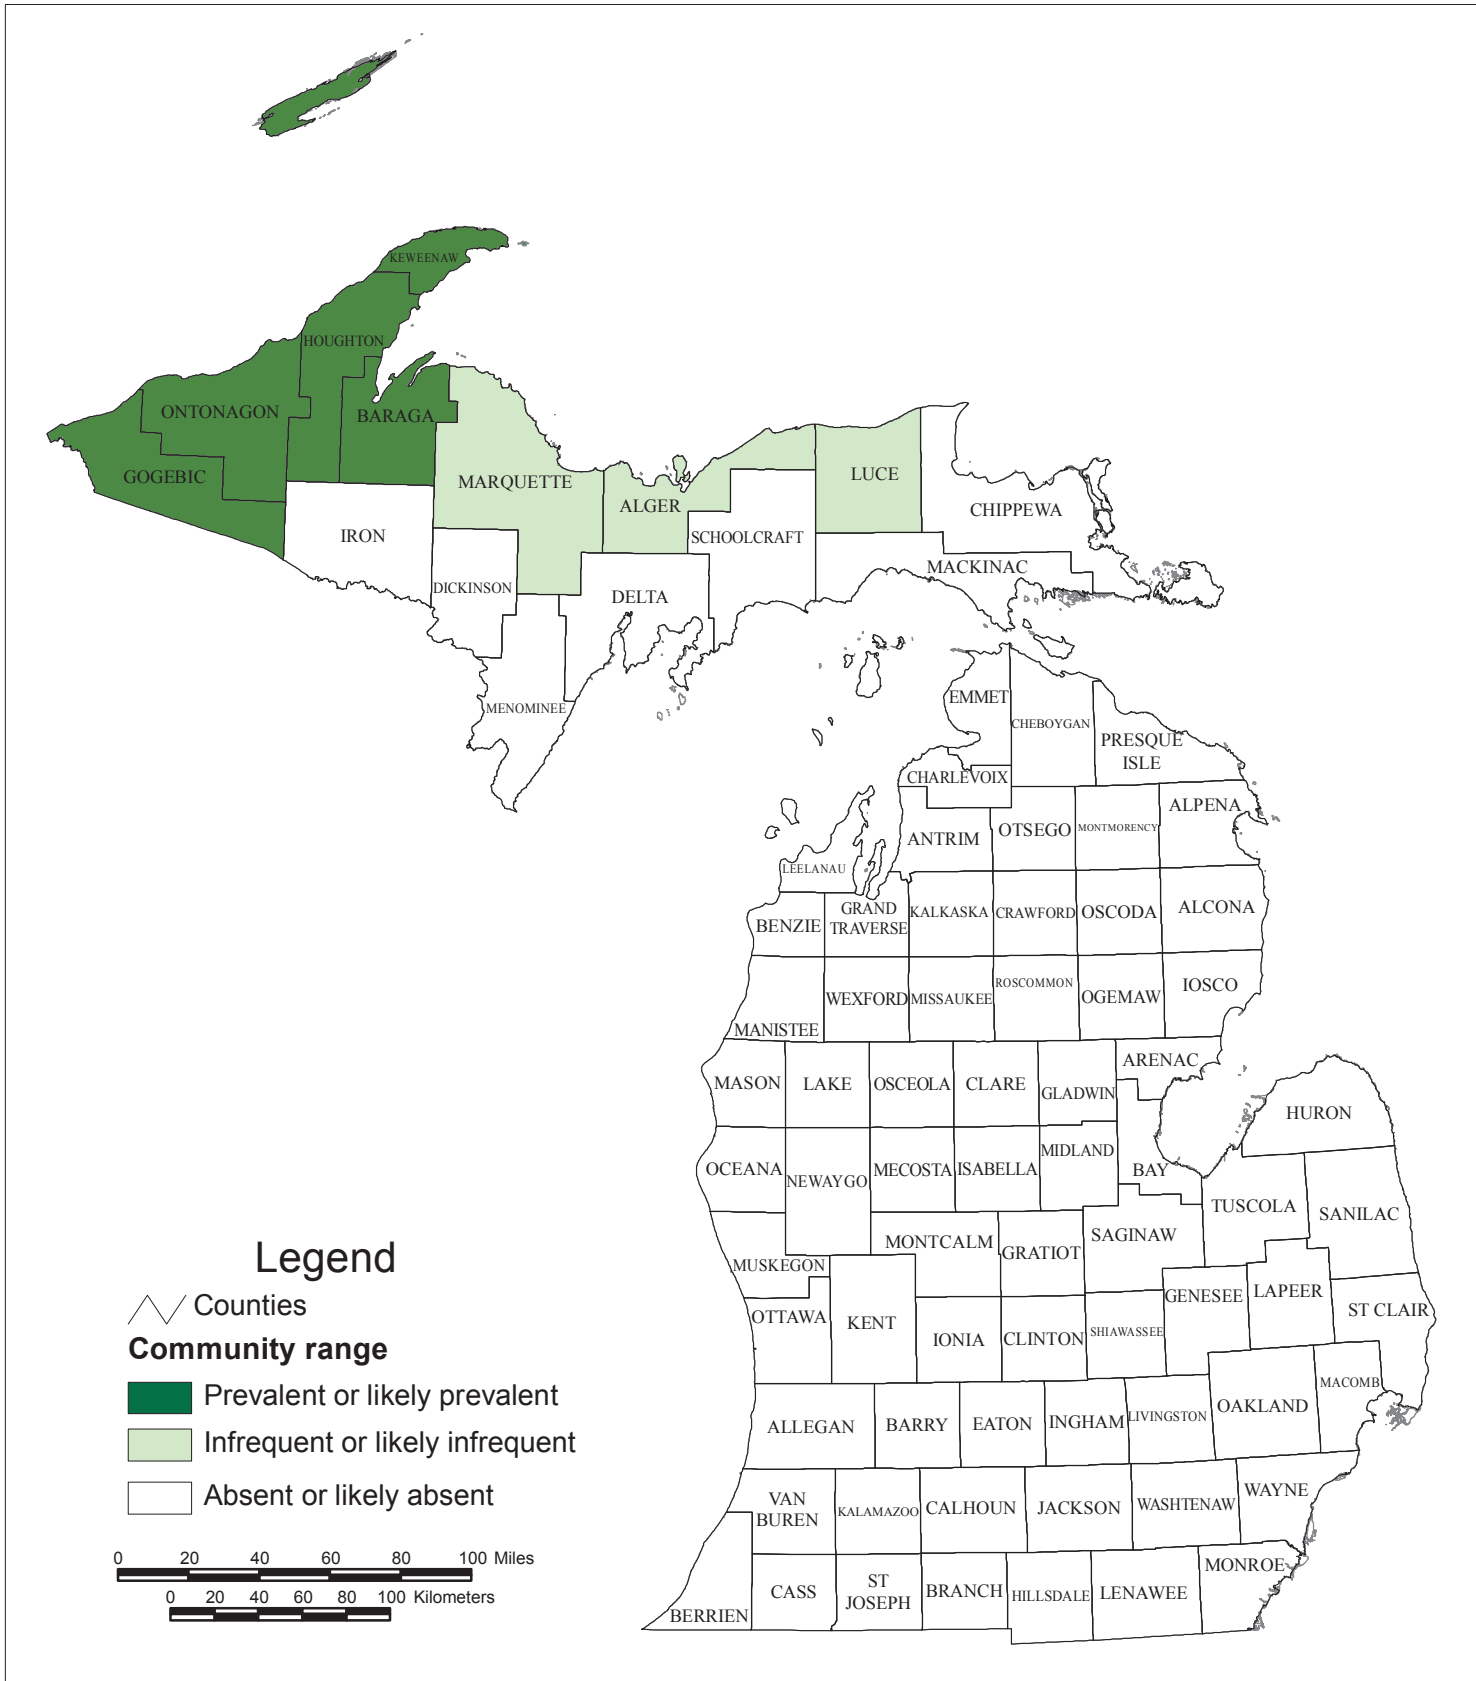 KEWEENAW
HOUGHTON
ONTONAGON
BARAGA
GOGEBIC
MARQUETTE
LUCE
ALGER
CHIPPEWA
IRON
SCHOOLCRAFT
MACKINAC
DICKINSON
DELTA
MENOMINEE
EMMET
CHEBOYGAN
PRESQUE
ISLE
CHARLEVOIX
ALPENA
ANTRIM
OTSEGO
MONTMORENCY
LEELANAU
BENZIE
GRAND
TRAVERSE
KALKASKA
CRAWFORD
OSCODA
ALCONA
MANISTEE
WEXFORD
MISSAUKEE
ROSCOMMON
OGEMAW
IOSCO
ARENAC
MASON
LAKE
OSCEOLA
CLARE
GLADWIN
HURON
OCEANA
NEWAYGO
MECOSTA
ISABELLA
MIDLAND
BAY
TUSCOLA
SANILAC
MUSKEGON
MONTCALM
GRATIOT
SAGINAW
OTTAWA
KENT
IONIA
CLINTON
SHIAWASSEE
GENESEE
LAPEER
ST CLAIR
ALLEGAN
BARRY
EATON
INGHAM
LIVINGSTON
OAKLAND
MACOMB
VAN
BUREN
KALAMAZOO
CALHOUN
JACKSON
WASHTENAW
WAYNE
BERRIEN
CASS
ST
JOSEPH
BRANCH
HILLSDALE
LENAWEE
MONROE
Legend
Counties
Community range
Prevalent or likely prevalent
Infrequent or likely infrequent
Absent or likely absent
0 20 40 60 80 100 Miles
0 20 40 60 80 100 Kilometers